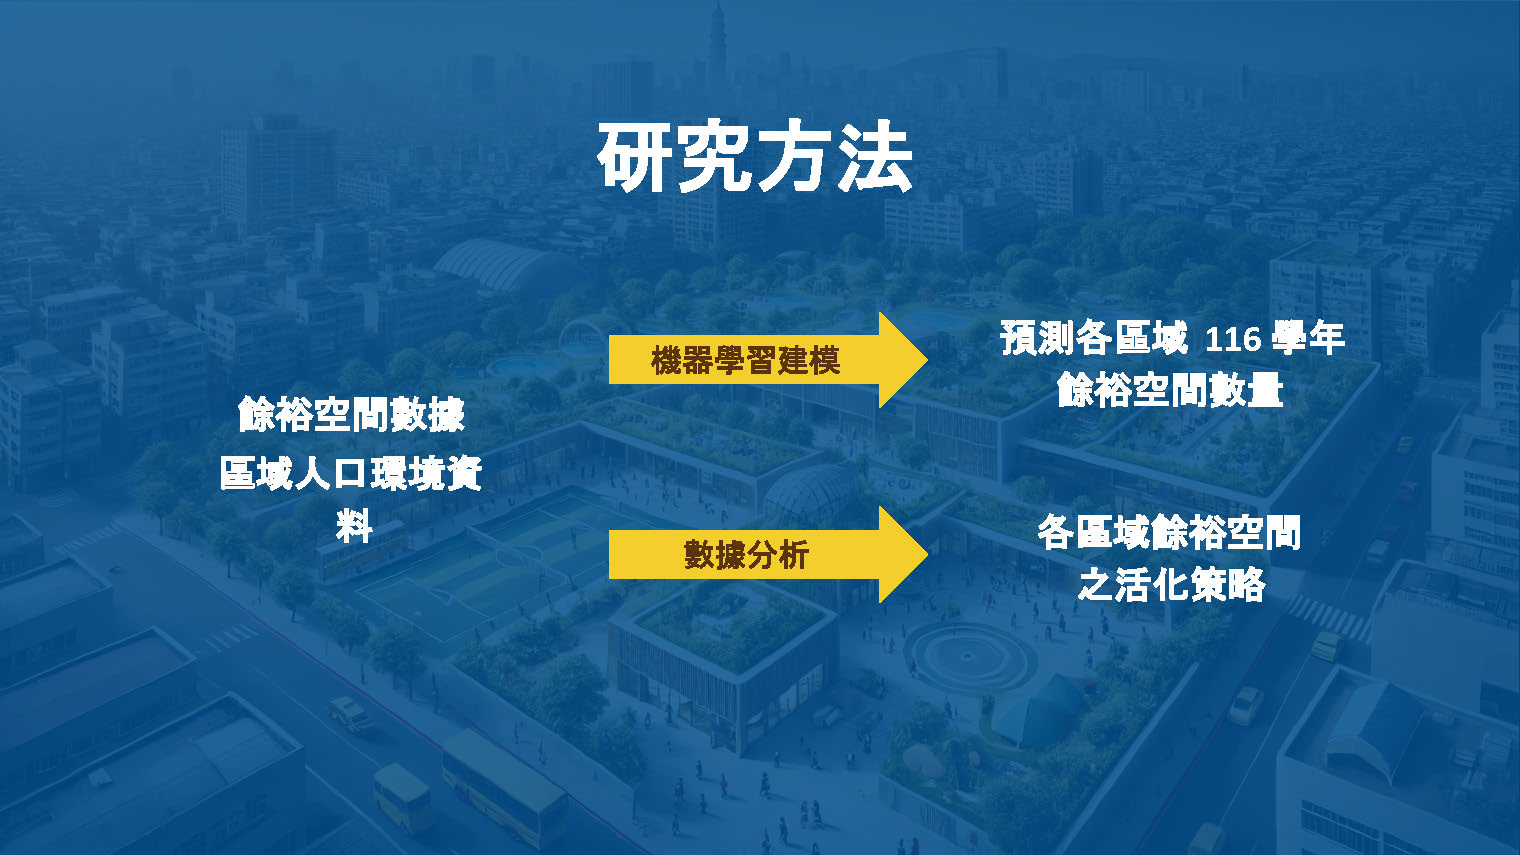 研究方法
餘裕空間數據
區域人口環境資
料
機器學習建模
預測各區域 116 學年
餘裕空間數量
數據分析
各區域餘裕空間
之活化策略